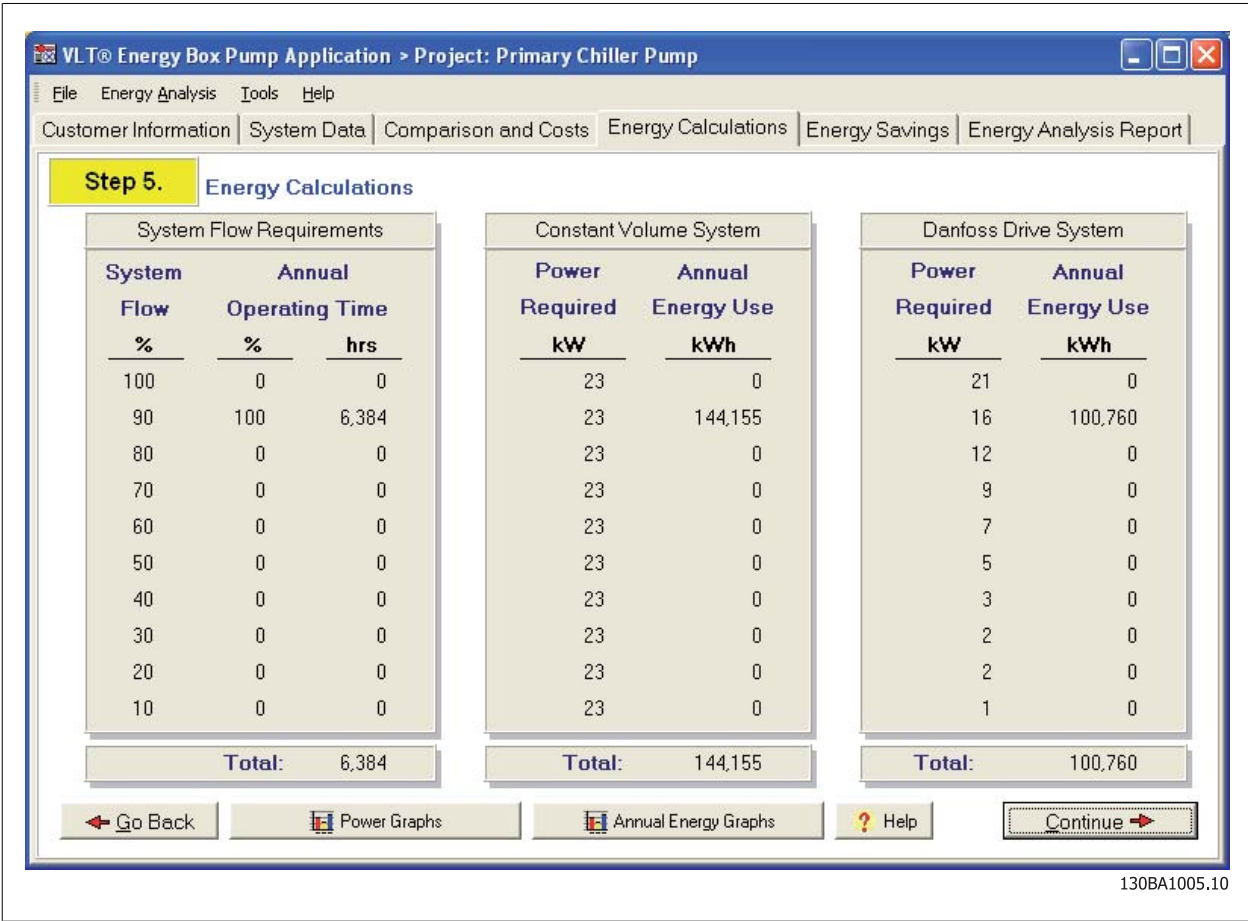 VLT® Energy Box Pump Application > Project: Primary Chiller Pump
File Energy Analysis Tools Help
Customer Information System Data Comparison and Costs Energy Calculations Energy Savings Energy Analysis Report
Step 5. Energy Calculations
System Flow Requirements Constant Volume System Danfoss Drive System
System Annual Power Annual Power Annual
Flow Operating Time Required Energy Use Required Energy Use
% % hrs kW kWh kW kWh
100 0 0 23 0 21 0
90 100 6,384 23 144,155 16 100,760
80 0 0 23 0 12 0
70 0 0 23 0 9 0
60 0 0 23 0 7 0
50 0 0 23 0 5 0
40 0 0 23 0 3 0
30 0 0 23 0 2 0
20 0 0 23 0 2 0
10 0 0 23 0 1 0
Total: 6,384 Total: 144,155 Total: 100,760
Go Back Power Graphs Annual Energy Graphs ? Help Continue
130BA1005.10